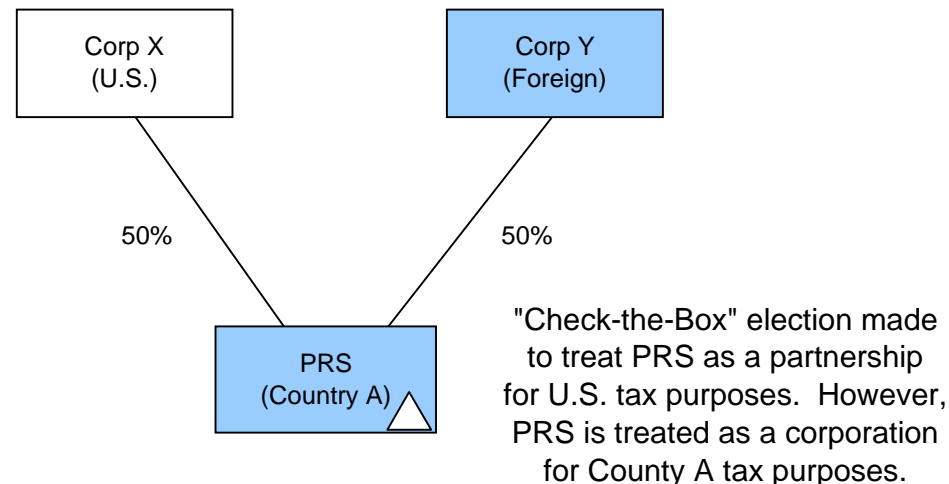 Corp X
(U.S.)
Corp Y
(Foreign)
50%
50%
PRS
(Country A)
"Check-the-Box" election made
to treat PRS as a partnership
for U.S. tax purposes.  However,
PRS is treated as a corporation
for County A tax purposes.